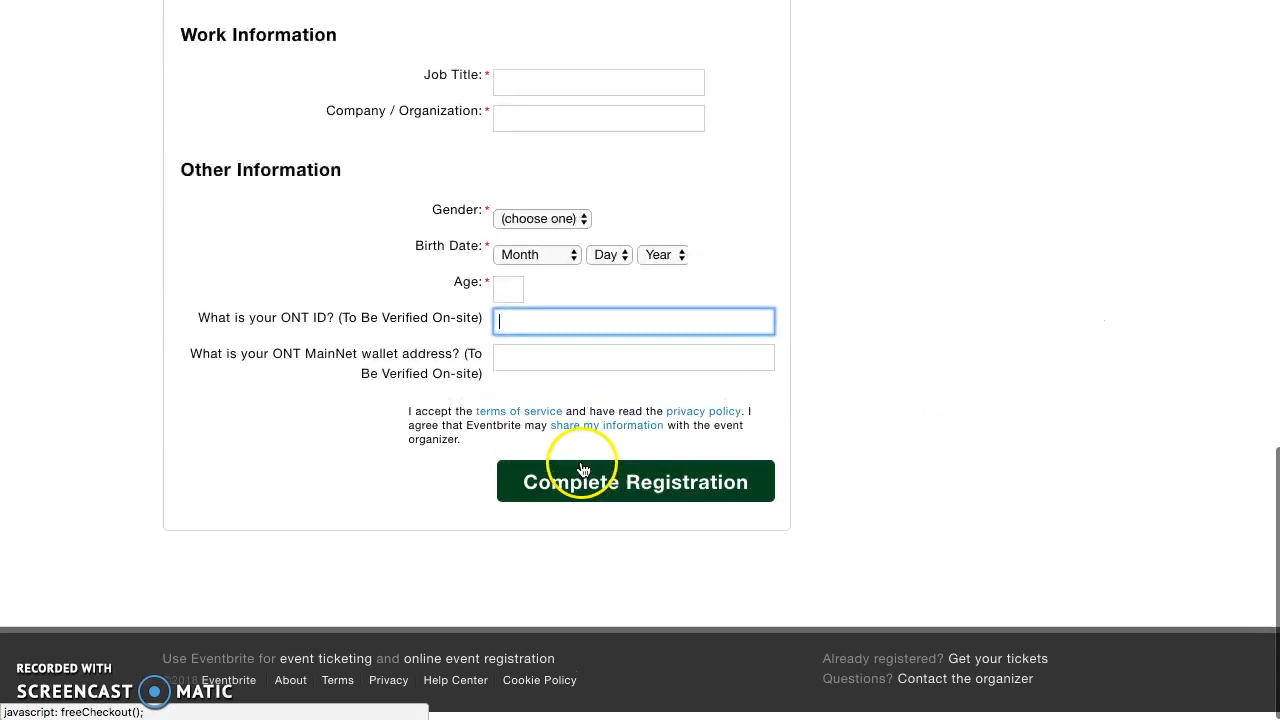 Work Information
Job Title:*
Company / Organization:*
Other Information
Gender:* (choose one)
Birth Date:* Month Day Year
Age:*
What is your ONT ID? (To Be Verified On-site)
What is your ONT MainNet wallet address? (To
Be Verified On-site)
I accept the terms of service and have read the privacy policy. I
agree that Eventbrite may share my information with the event
organizer.
Complete Registration
Use Eventbrite for event ticketing and online event registration
©2018 Eventbrite About Terms Privacy Help Center Cookie Policy
Already registered? Get your tickets
Questions? Contact the organizer
RECORDED WITH
SCREENCAST MATIC
javascript: freeCheckout();